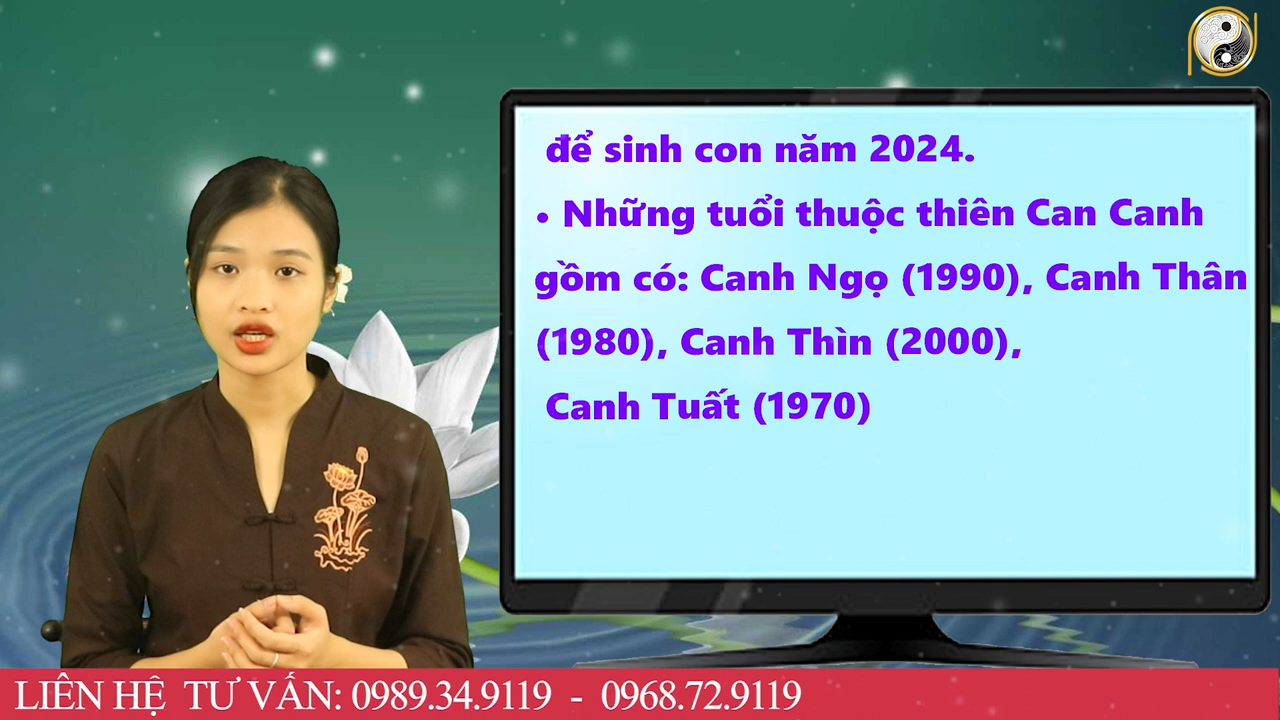 để sinh con năm 2024.
• Những tuổi thuộc thiên Can Canh
gồm có: Canh Ngọ (1990), Canh Thân
(1980), Canh Thìn (2000),
Canh Tuất (1970)
LIÊN HỆ TƯ VẤN: 0989.34.9119 - 0968.72.9119